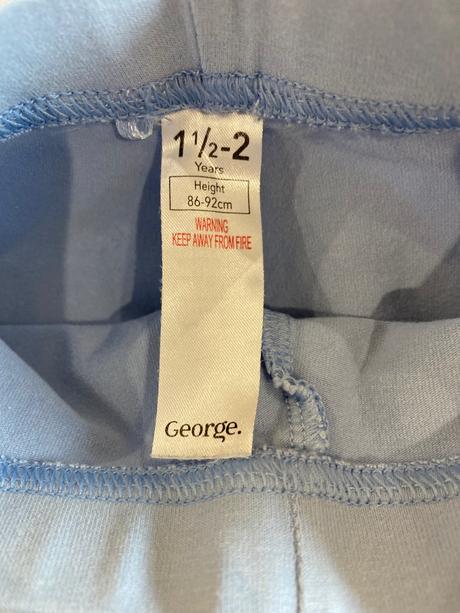 1½-2
Years
Height
86-92cm
WARNING
KEEP AWAY FROM FIRE
George.